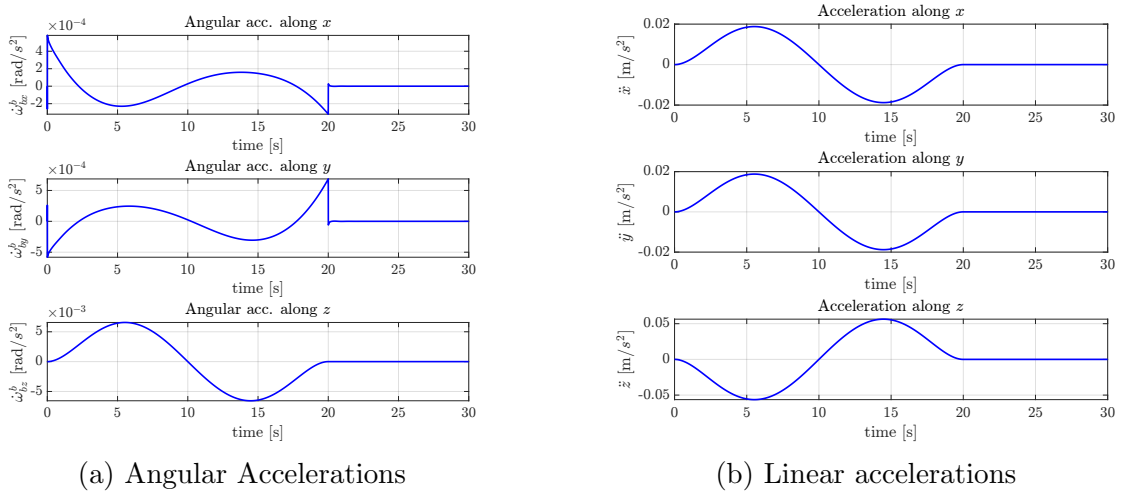 ×10⁻⁴
Angular acc. along x
ω̇ᵇbx [rad/s²]
4
2
0
-2
0 5 10 15 20 25 30
time [s]
×10⁻⁴
Angular acc. along y
ω̇ᵇby [rad/s²]
5
0
-5
0 5 10 15 20 25 30
time [s]
×10⁻³
Angular acc. along z
ω̇ᵇbz [rad/s²]
5
0
-5
0 5 10 15 20 25 30
time [s]
(a) Angular Accelerations
Acceleration along x
ẍ [m/s²]
0.02
0
-0.02
0 5 10 15 20 25 30
time [s]
Acceleration along y
ÿ [m/s²]
0.02
0
-0.02
0 5 10 15 20 25 30
time [s]
Acceleration along z
z̈ [m/s²]
0.05
0
-0.05
0 5 10 15 20 25 30
time [s]
(b) Linear accelerations